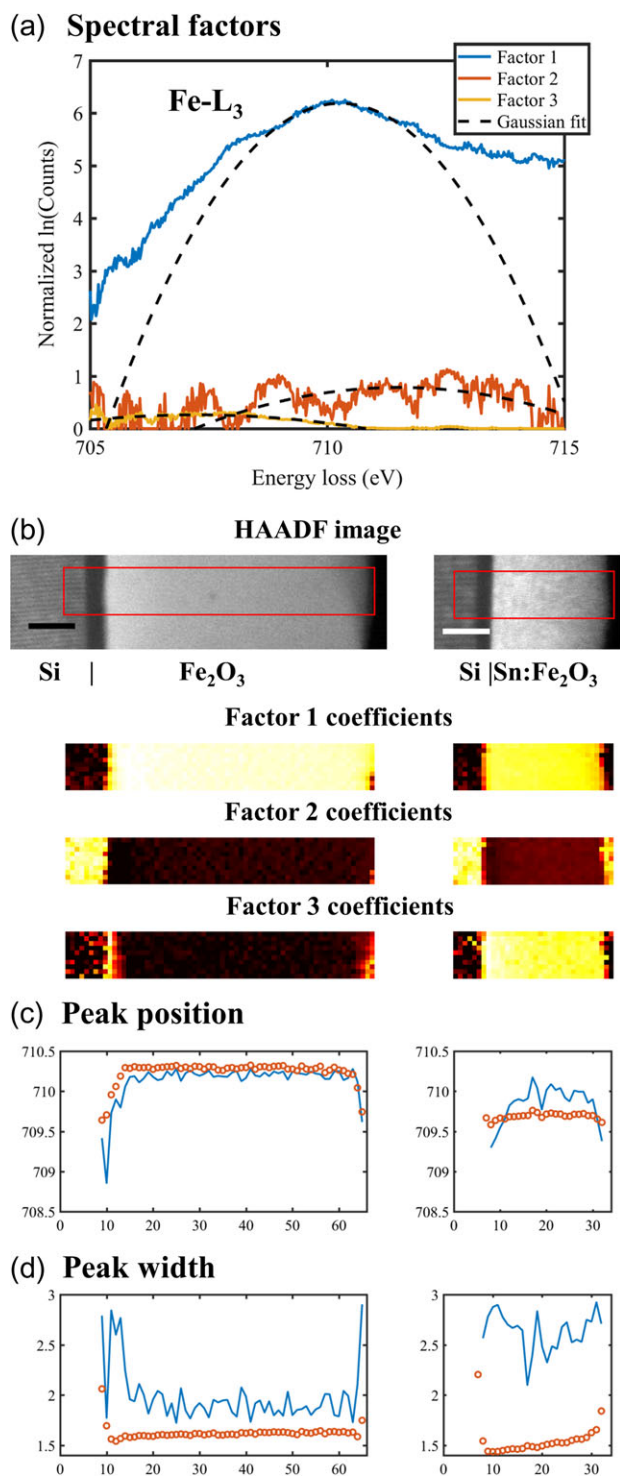 (a) Spectral factors
7
6
5
4
3
2
1
0
Normalized ln(Counts)
Fe-L3
Factor 1
Factor 2
Factor 3
Gaussian fit
705 710 715
Energy loss (eV)
(b)
HAADF image
Si | Fe2O3
Si |Sn:Fe2O3
Factor 1 coefficients
Factor 2 coefficients
Factor 3 coefficients
(c) Peak position
710.5
710
709.5
709
708.5
0 10 20 30 40 50 60
710.5
710
709.5
709
708.5
0 10 20 30
(d) Peak width
3
2.5
2
1.5
0 10 20 30 40 50 60
3
2.5
2
1.5
0 10 20 30